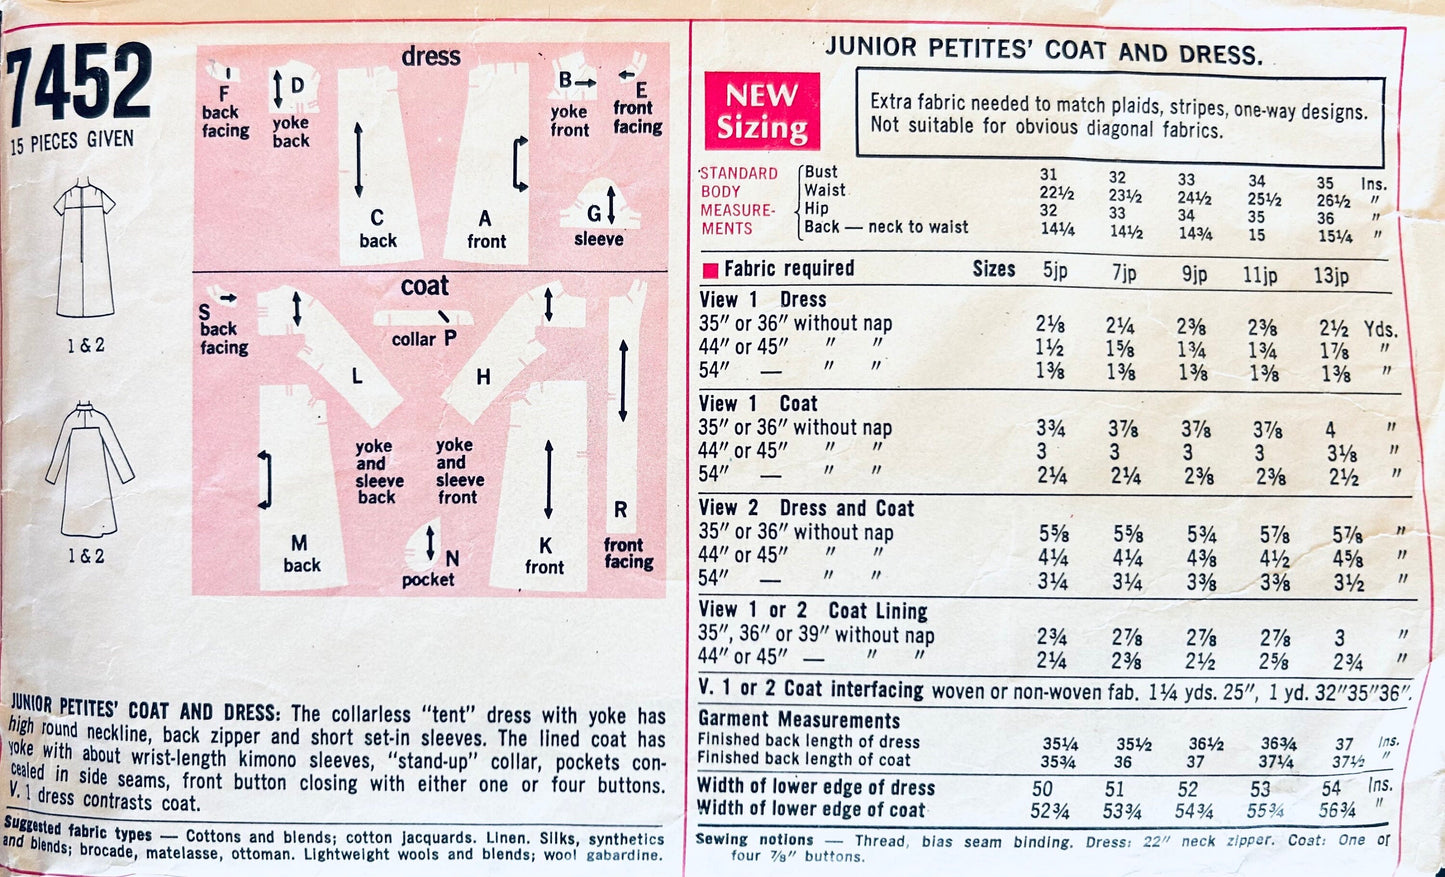 7452
15 PIECES GIVEN
1 & 2
1 & 2
dress
F
back
facing
D
yoke
back
C
back
A
front
B
yoke
front
E
front
facing
G
sleeve
coat
S
back
facing
collar P
L
H
yoke
and
sleeve
back
yoke
and
sleeve
front
M
back
N
pocket
K
front
R
front
facing
JUNIOR PETITES' COAT AND DRESS: The collarless "tent" dress with yoke has
high round neckline, back zipper and short set-in sleeves. The lined coat has
yoke with about wrist-length kimono sleeves, "stand-up" collar, pockets con-
cealed in side seams, front button closing with either one or four buttons.
V. 1 dress contrasts coat.
Suggested fabric types — Cottons and blends; cotton jacquards. Linen. Silks, synthetics
and blends; brocade, matelasse, ottoman. Lightweight wools and blends; wool gabardine.
JUNIOR PETITES' COAT AND DRESS.
NEW
Sizing
Extra fabric needed to match plaids, stripes, one-way designs.
Not suitable for obvious diagonal fabrics.
STANDARD
BODY
MEASURE-
MENTS
Bust 31 32 33 34 35 Ins.
Waist 22½ 23½ 24½ 25½ 26½ "
Hip 32 33 34 35 36 "
Back — neck to waist 14¼ 14½ 14¾ 15 15¼ "
Fabric required Sizes 5jp 7jp 9jp 11jp 13jp
View 1 Dress
35" or 36" without nap 2⅛ 2¼ 2⅜ 2⅜ 2½ Yds.
44" or 45" " " 1½ 1⅝ 1¾ 1¾ 1⅞ "
54" — " " 1⅜ 1⅜ 1⅜ 1⅜ 1⅜ "
View 1 Coat
35" or 36" without nap 3¾ 3⅞ 3⅞ 3⅞ 4 "
44" or 45" " " 3 3 3 3 3⅛ "
54" — " " 2¼ 2¼ 2⅜ 2⅜ 2½ "
View 2 Dress and Coat
35" or 36" without nap 5⅝ 5⅝ 5¾ 5⅞ 5⅞ "
44" or 45" " " 4¼ 4¼ 4⅜ 4½ 4⅝ "
54" — " " 3¼ 3¼ 3⅜ 3⅜ 3½ "
View 1 or 2 Coat Lining
35", 36" or 39" without nap 2¾ 2⅞ 2⅞ 2⅞ 3 "
44" or 45" — " " 2¼ 2⅜ 2½ 2⅝ 2¾ "
V. 1 or 2 Coat interfacing woven or non-woven fab. 1¼ yds. 25", 1 yd. 32"35"36".
Garment Measurements
Finished back length of dress 35¼ 35½ 36½ 36¾ 37 Ins.
Finished back length of coat 35¾ 36 37 37¼ 37½ "
Width of lower edge of dress 50 51 52 53 54 Ins.
Width of lower edge of coat 52¾ 53¾ 54¾ 55¾ 56¾ "
Sewing notions — Thread, bias seam binding. Dress: 22" neck zipper. Coat: One or
four ⅞" buttons.